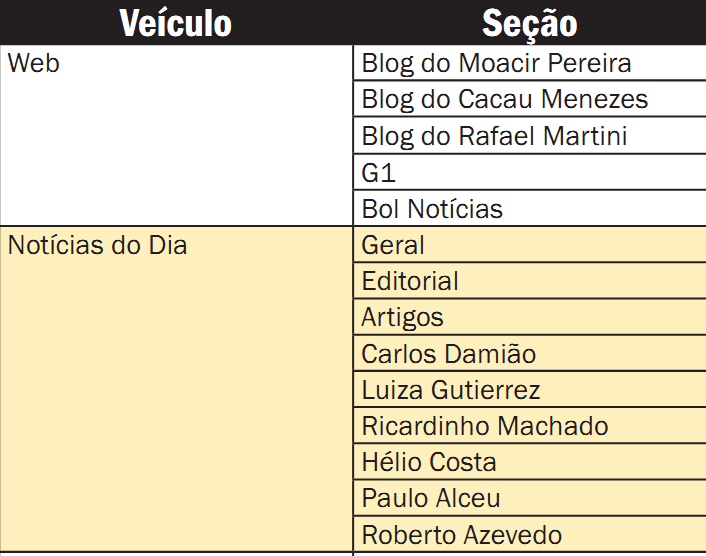 Veículo Seção
Web Blog do Moacir Pereira
Blog do Cacau Menezes
Blog do Rafael Martini
G1
Bol Notícias
Notícias do Dia Geral
Editorial
Artigos
Carlos Damião
Luiza Gutierrez
Ricardinho Machado
Hélio Costa
Paulo Alceu
Roberto Azevedo